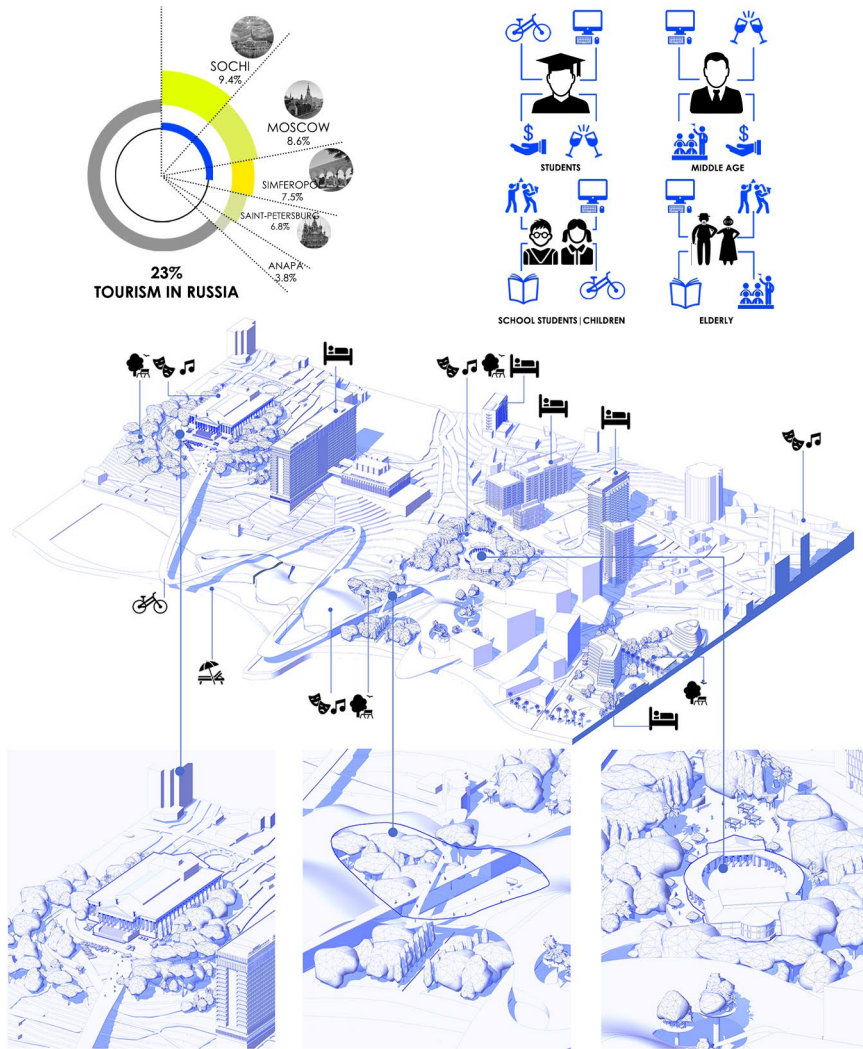 SOCHI
9.4%
MOSCOW
8.6%
SIMFEROPOL
7.5%
SAINT-PETERSBURG
6.8%
ANAPA
3.8%
23%
TOURISM IN RUSSIA
STUDENTS
MIDDLE AGE
SCHOOL STUDENTS | CHILDREN
ELDERLY
$
$